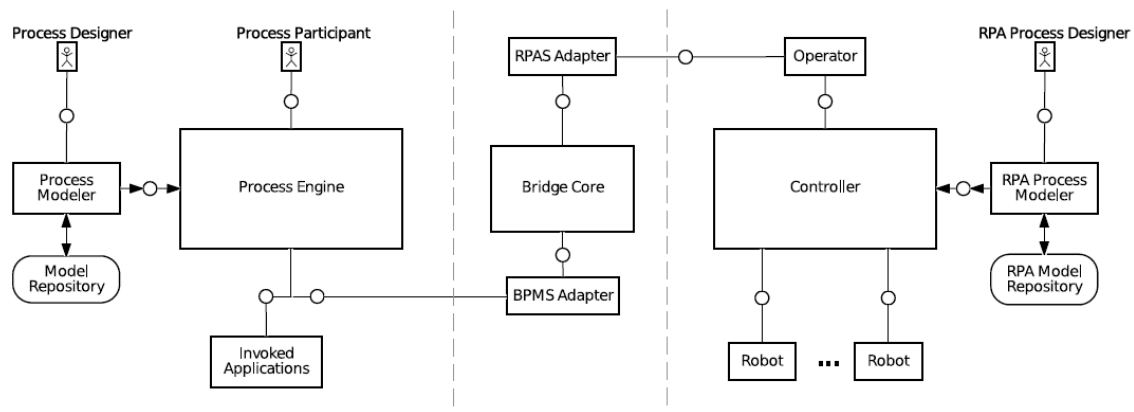 Process Designer
Process Participant
RPA Process Designer
RPAS Adapter
Operator
Process
Modeler
Process Engine
Bridge Core
Controller
RPA Process
Modeler
Model
Repository
BPMS Adapter
RPA Model
Repository
Invoked
Applications
Robot
...
Robot